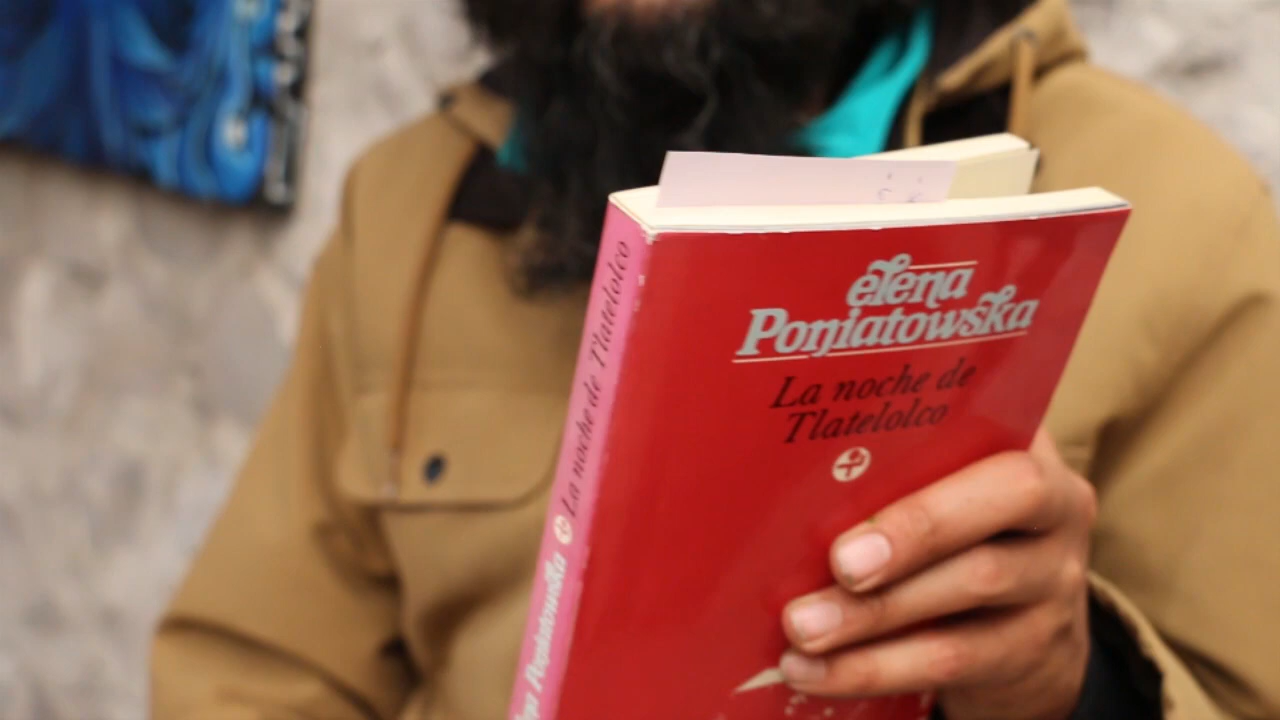 elena
Poniatowska
La noche de
Tlatelolco
La noche de Tlatelolco
Poniatowska